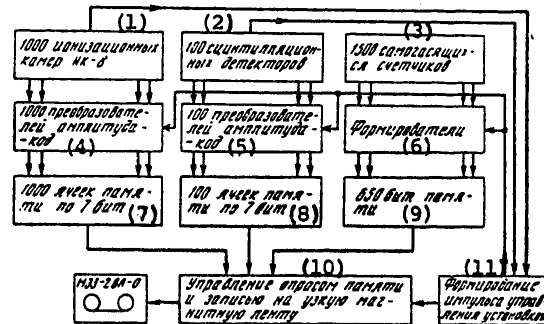 (1)
1000 ионизационных
камер ИК-6
(2)
100 сцинтилляцион-
ных детекторов
(3)
1500 самогасящих-
ся счетчиков
1000 преобразовате-
лей амплитуда-
-код
(4)
100 преобразовате-
лей амплитуда-
-код
(5)
Формирователи
(6)
1000 ячеек памя-
ти по 7 бит
(7)
100 ячеек памя-
ти по 7 бит
(8)
850 бит памя-
ти
(9)
(10)
Управление опросом памяти
и записью на узкую маг-
нитную ленту
(11)
Формирование
импульса управ-
ления установкой